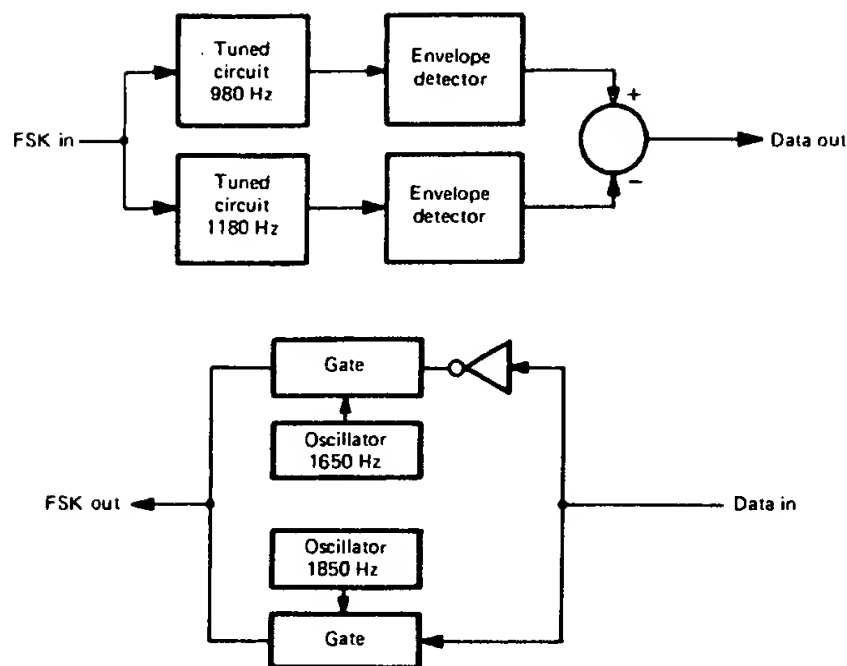 Tuned
circuit
980 Hz
Envelope
detector
+
FSK in
Data out
−
Tuned
circuit
1180 Hz
Envelope
detector
Gate
Oscillator
1650 Hz
FSK out
Data in
Oscillator
1850 Hz
Gate